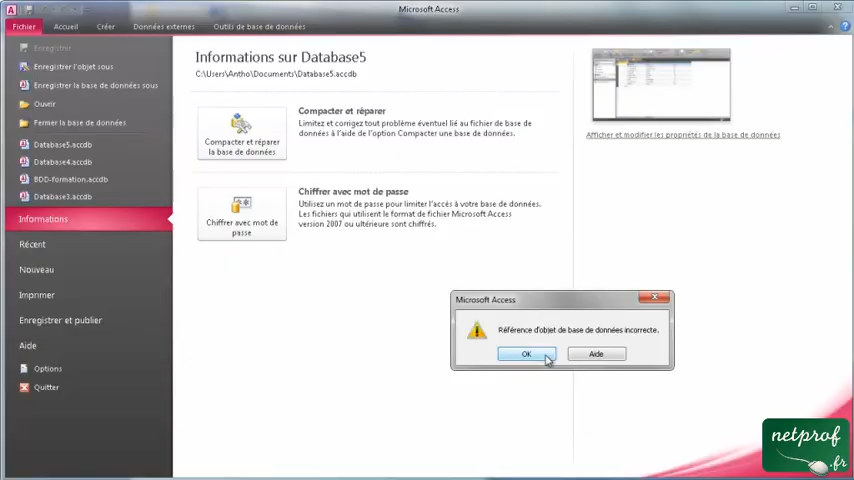 Microsoft Access
Fichier
Accueil
Créer
Données externes
Outils de base de données
Enregistrer
Enregistrer l'objet sous
Enregistrer la base de données sous
Ouvrir
Fermer la base de données
Database5.accdb
Database4.accdb
BDD-formation.accdb
Database3.accdb
Informations
Récent
Nouveau
Imprimer
Enregistrer et publier
Aide
Options
Quitter
Informations sur Database5
C:\Users\Antho\Documents\Database5.accdb
Compacter et réparer
la base de données
Compacter et réparer
Limitez et corrigez tout problème éventuel lié au fichier de base de
données à l'aide de l'option Compacter une base de données.
Chiffrer avec mot de
passe
Chiffrer avec mot de passe
Utilisez un mot de passe pour limiter l'accès à votre base de données.
Les fichiers qui utilisent le format de fichier Microsoft Access
version 2007 ou ultérieure sont chiffrés.
Afficher et modifier les propriétés de la base de données
Microsoft Access
Référence d'objet de base de données incorrecte.
OK
Aide
netprof
.fr